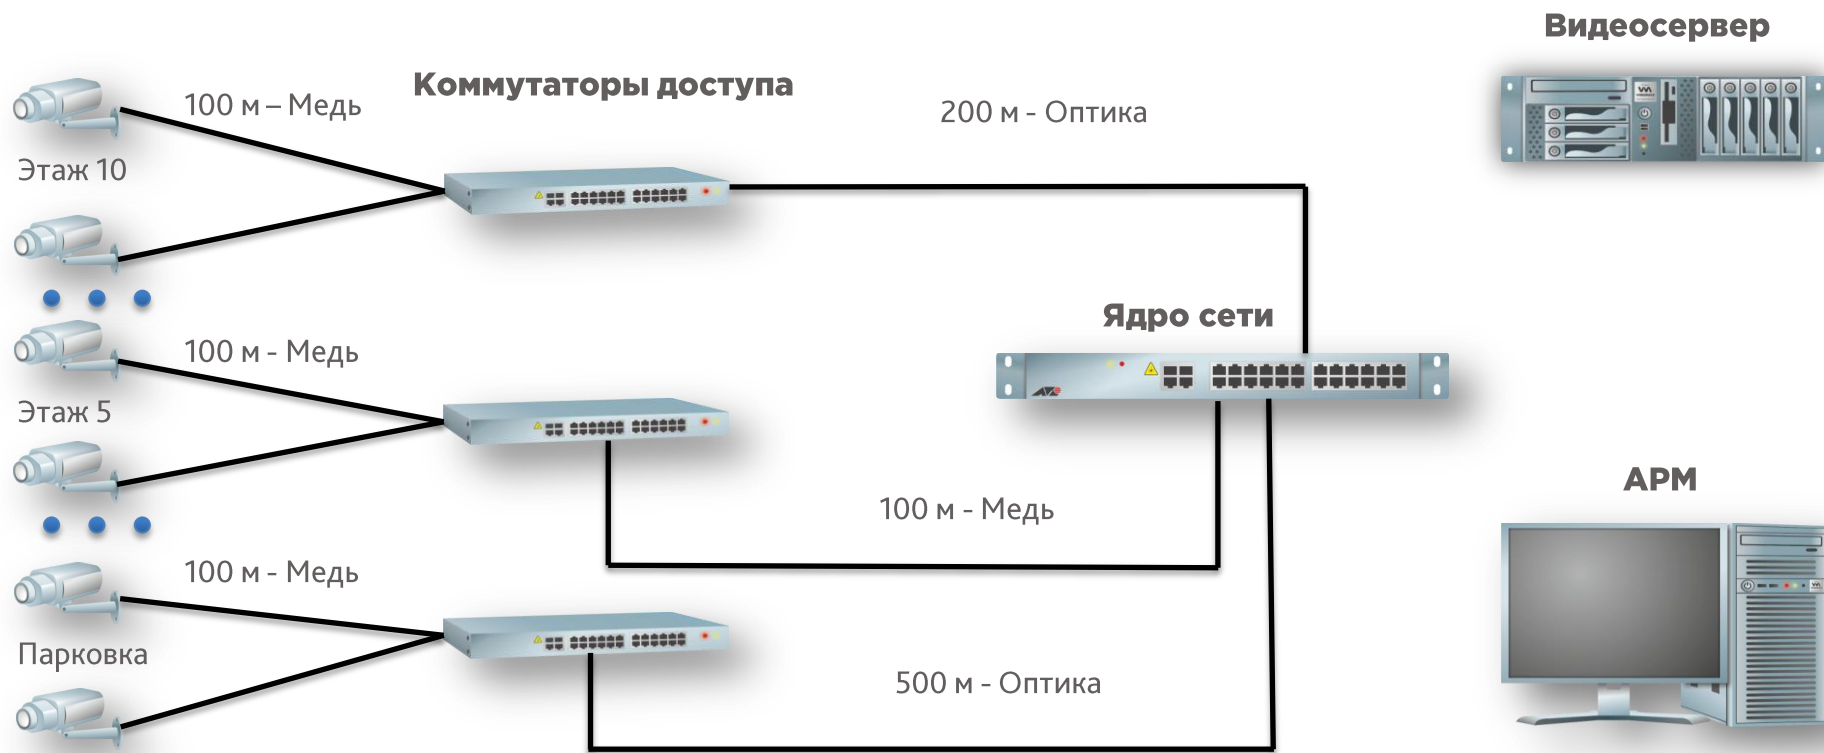 Видеосервер
Коммутаторы доступа
100 м – Медь
200 м - Оптика
Этаж 10
Ядро сети
100 м - Медь
Этаж 5
АРМ
100 м - Медь
100 м - Медь
Парковка
500 м - Оптика